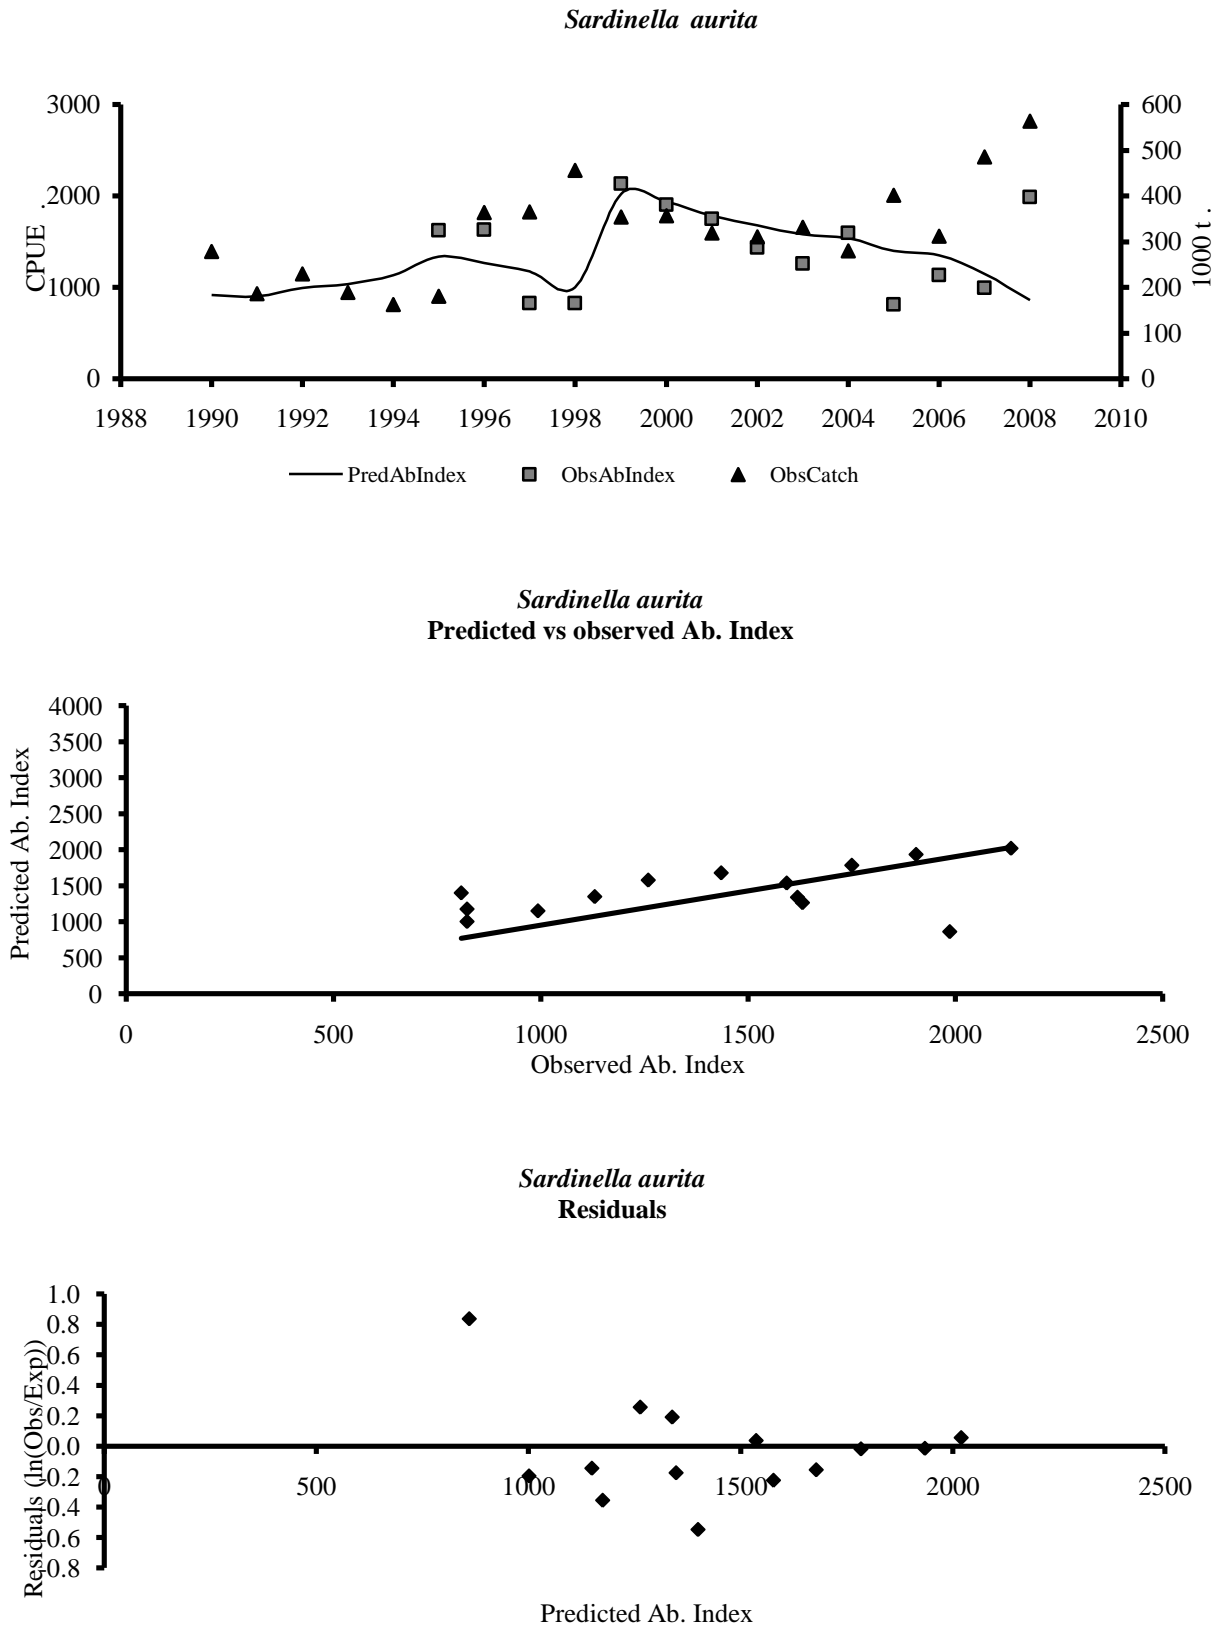 Sardinella aurita
3000
2000
1000
0
CPUE .
600
500
400
300
200
100
0
1000 t .
1988 1990 1992 1994 1996 1998 2000 2002 2004 2006 2008 2010
PredAbIndex ObsAbIndex ObsCatch
Sardinella aurita
Predicted vs observed Ab. Index
4000
3500
3000
2500
2000
1500
1000
500
0
Predicted Ab. Index
0 500 1000 1500 2000 2500
Observed Ab. Index
Sardinella aurita
Residuals
1.0
0.8
0.6
0.4
0.2
0.0
-0.2
-0.4
-0.6
-0.8
Residuals (ln(Obs/Exp))
0 500 1000 1500 2000 2500
Predicted Ab. Index